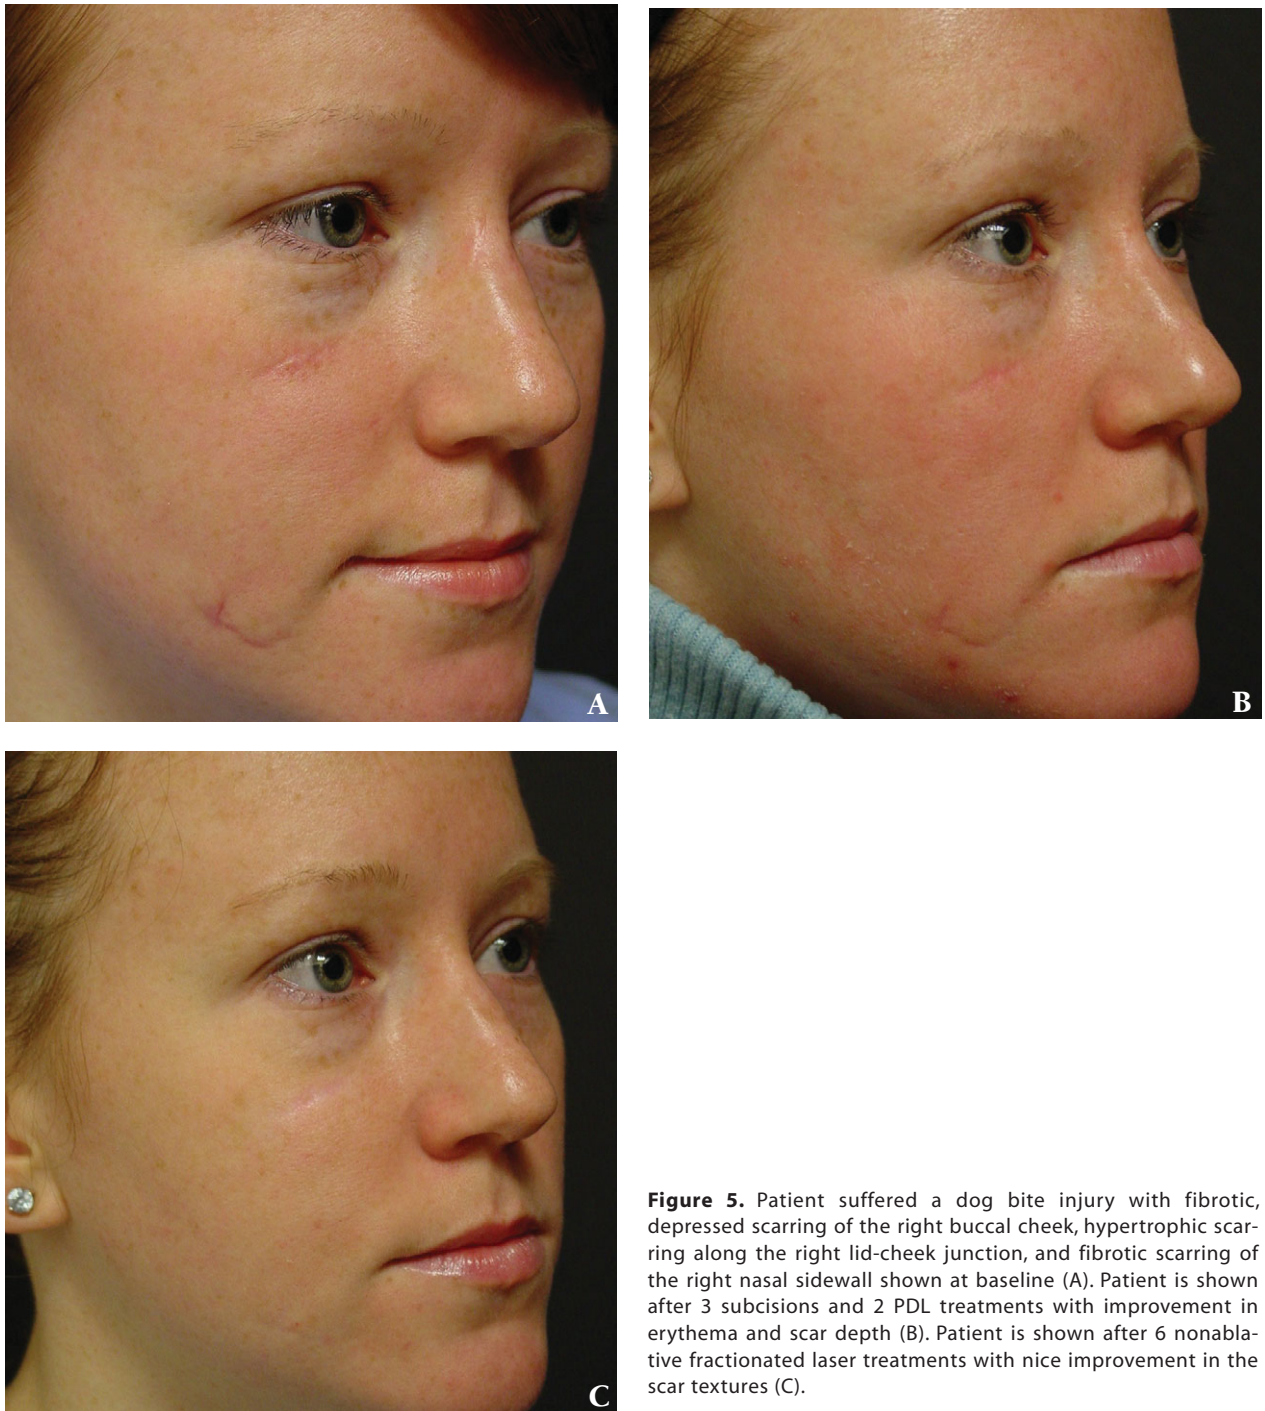 A
B
C
Figure 5. Patient suffered a dog bite injury with fibrotic,
depressed scarring of the right buccal cheek, hypertrophic scar-
ring along the right lid-cheek junction, and fibrotic scarring of
the right nasal sidewall shown at baseline (A). Patient is shown
after 3 subcisions and 2 PDL treatments with improvement in
erythema and scar depth (B). Patient is shown after 6 nonabla-
tive fractionated laser treatments with nice improvement in the
scar textures (C).